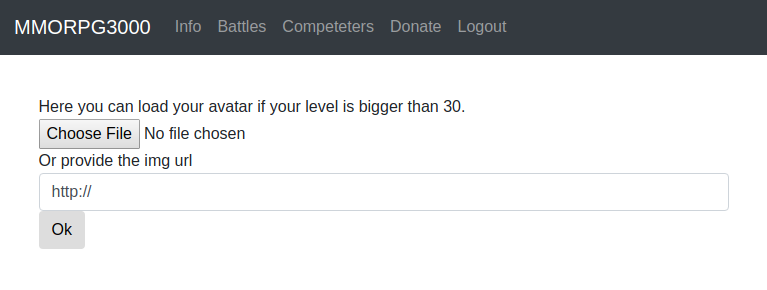 MMORPG3000 Info Battles Competeters Donate Logout
Here you can load your avatar if your level is bigger than 30.
Choose File No file chosen
Or provide the img url
http://
Ok